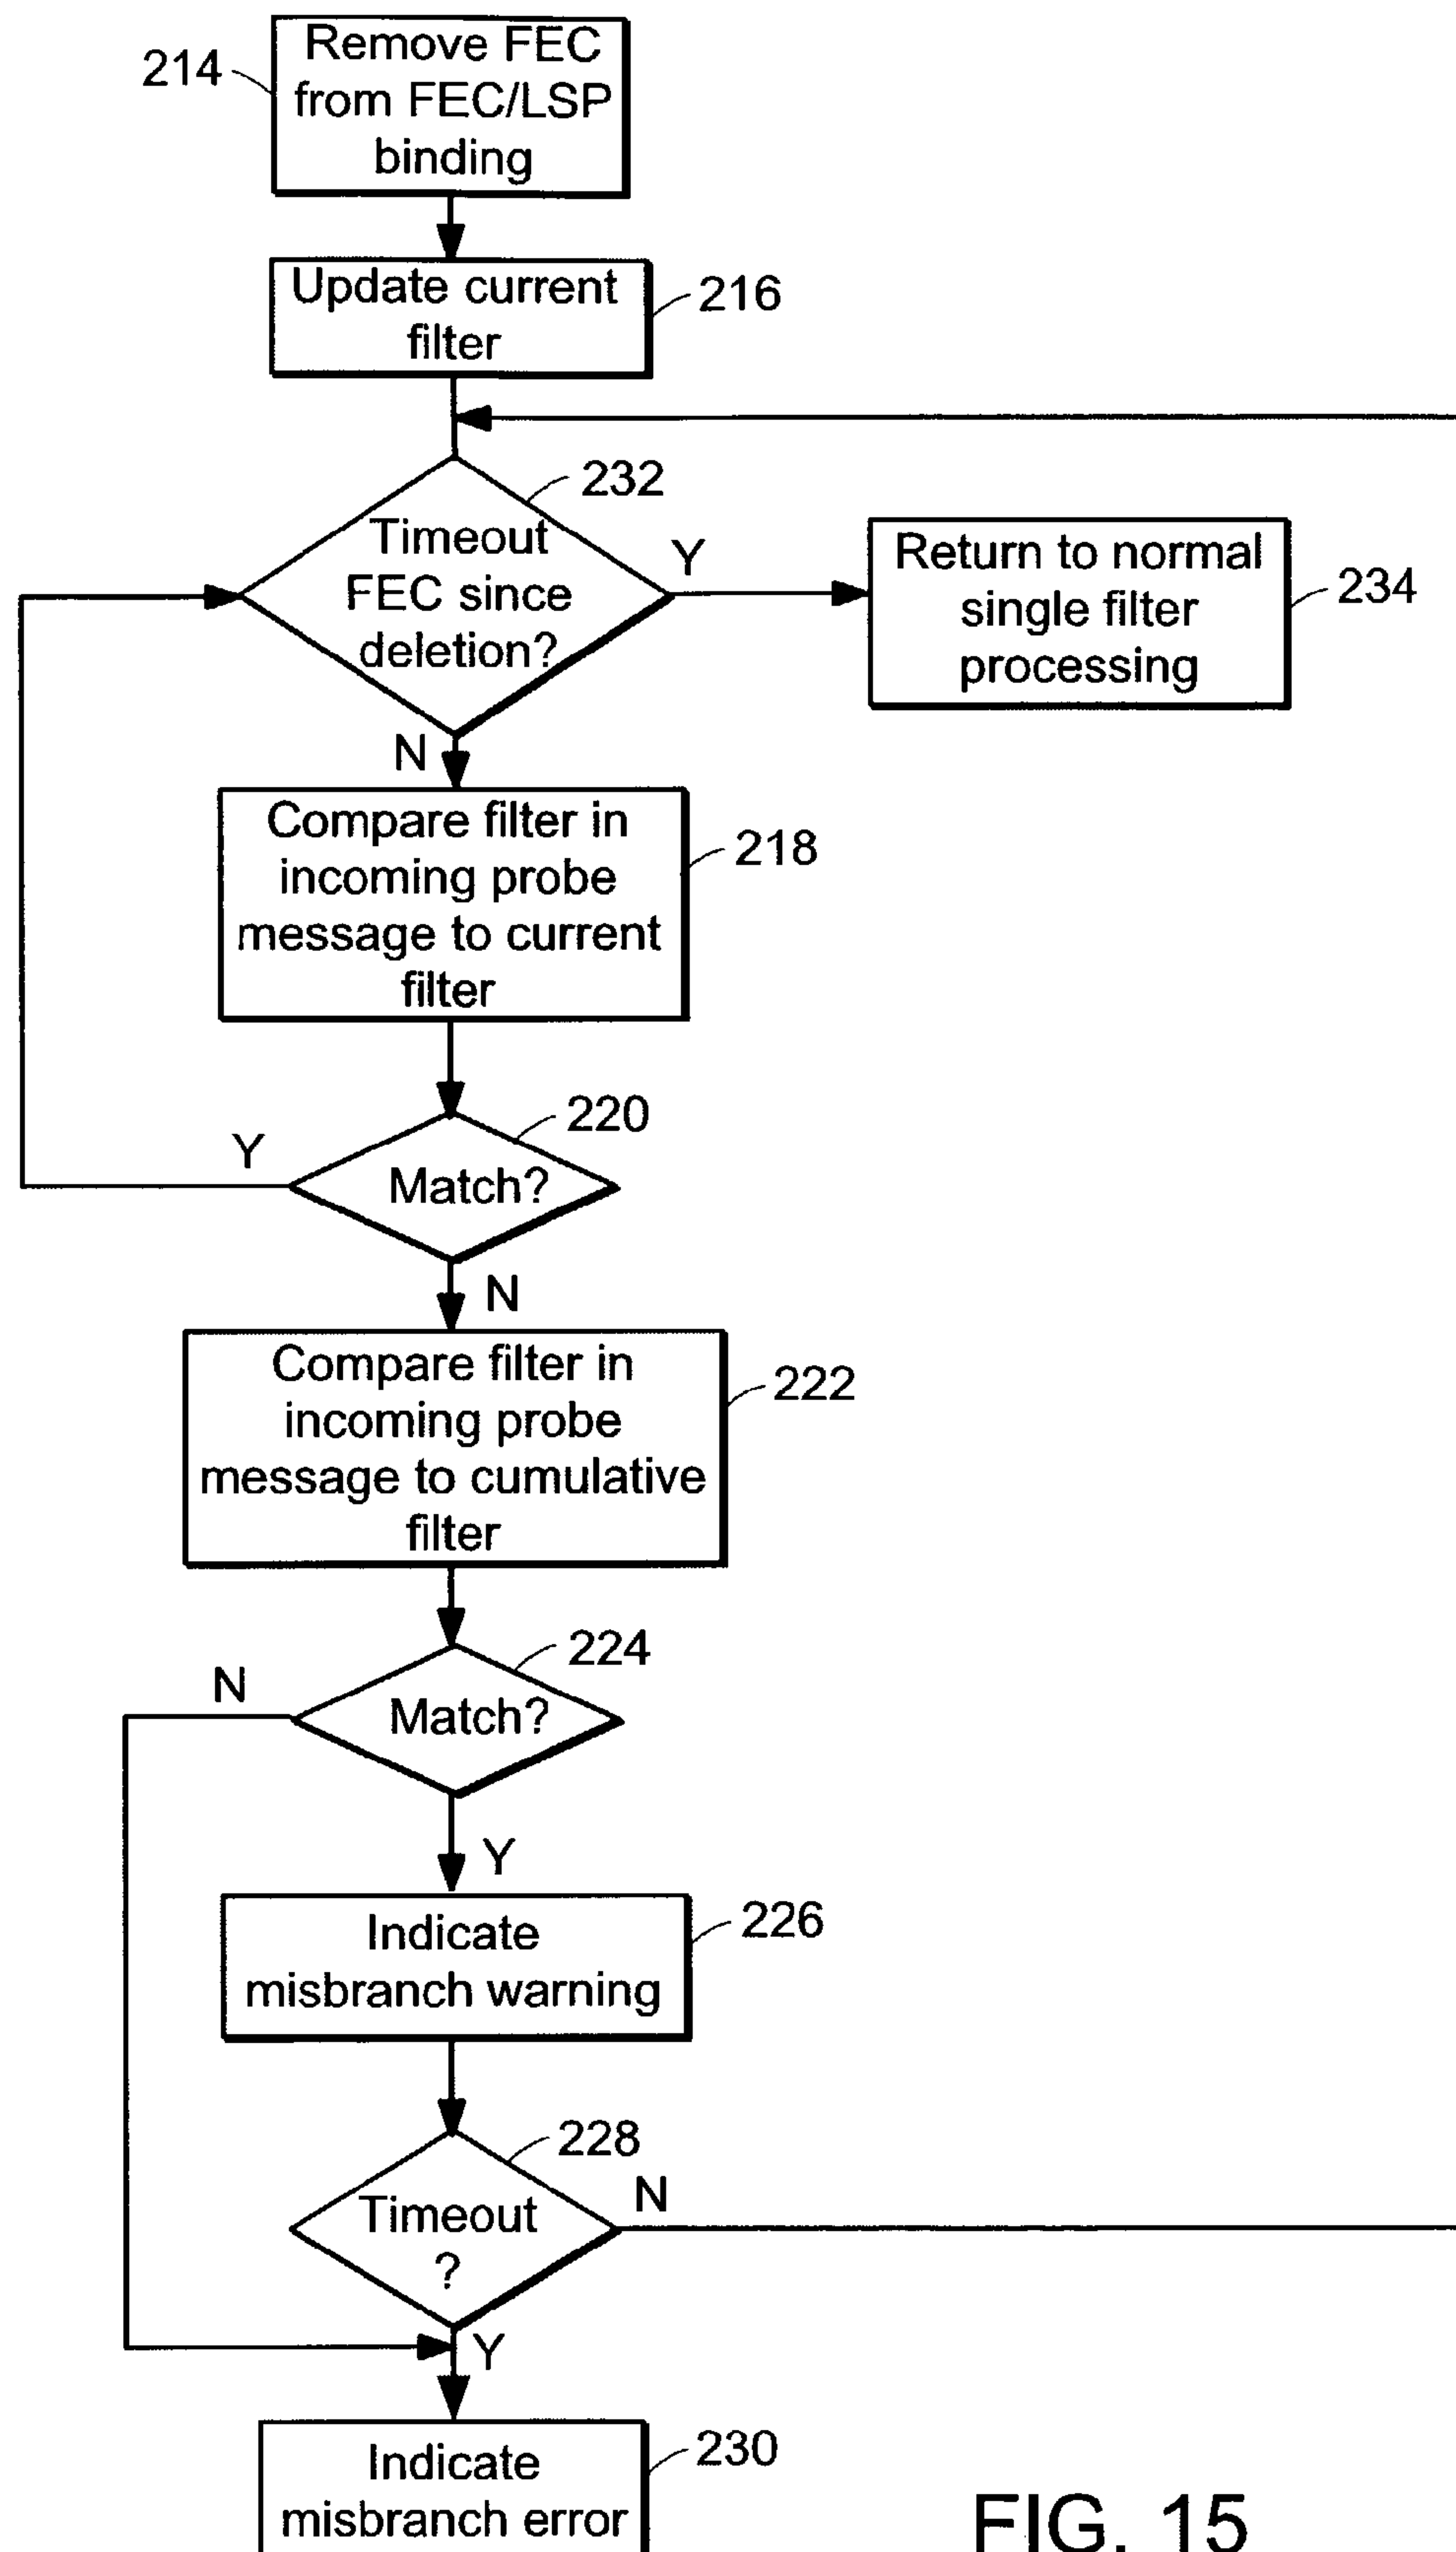 214
Remove FEC
from FEC/LSP
binding
Update current
filter
216
232
Timeout
FEC since
deletion?
Y
Return to normal
single filter
processing
234
N
Compare filter in
incoming probe
message to current
filter
218
220
Y
Match?
N
Compare filter in
incoming probe
message to cumulative
filter
222
224
N
Match?
Y
Indicate
misbranch warning
226
228
Timeout
?
N
Y
Indicate
misbranch error
230
FIG. 15